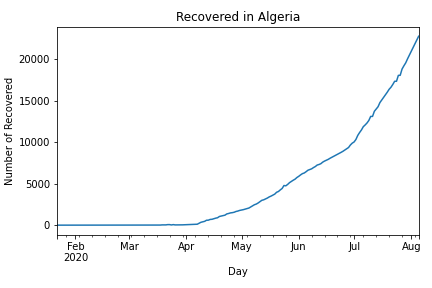 Recovered in Algeria
Number of Recovered
20000
15000
10000
5000
0
Feb
2020
Mar
Apr
May
Jun
Jul
Aug
Day